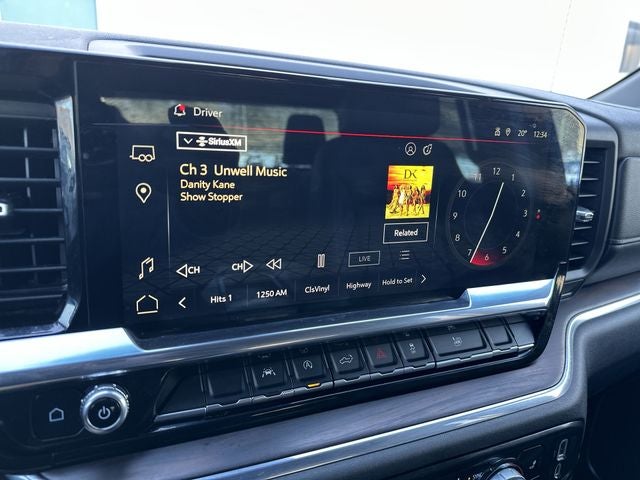 Driver
20° 12:34
SiriusXM
Ch 3 Unwell Music
Danity Kane
Show Stopper
DK
Related
12
1
2
3
4
5
6
7
8
9
10
11
CH CH LIVE
Hits 1 1250 AM ClsVinyl Highway Hold to Set